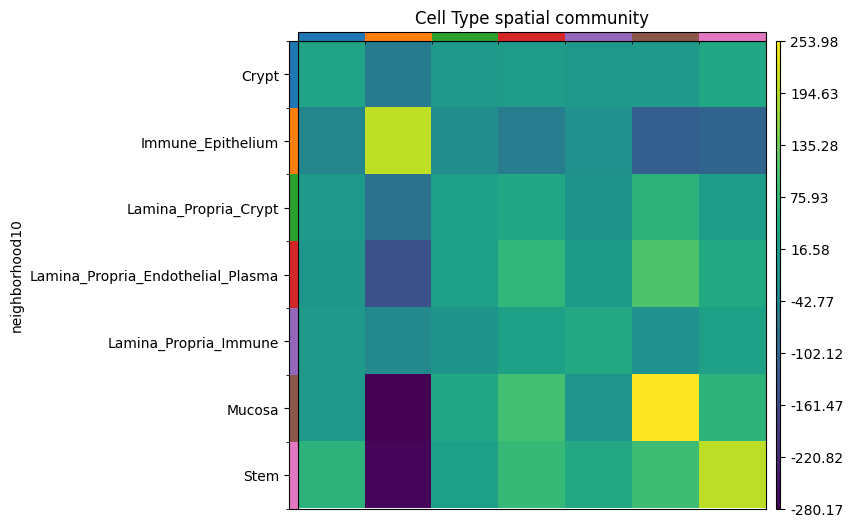 Cell Type spatial community
neighborhood10
Crypt
Immune_Epithelium
Lamina_Propria_Crypt
Lamina_Propria_Endothelial_Plasma
Lamina_Propria_Immune
Mucosa
Stem
253.98
194.63
135.28
75.93
16.58
-42.77
-102.12
-161.47
-220.82
-280.17